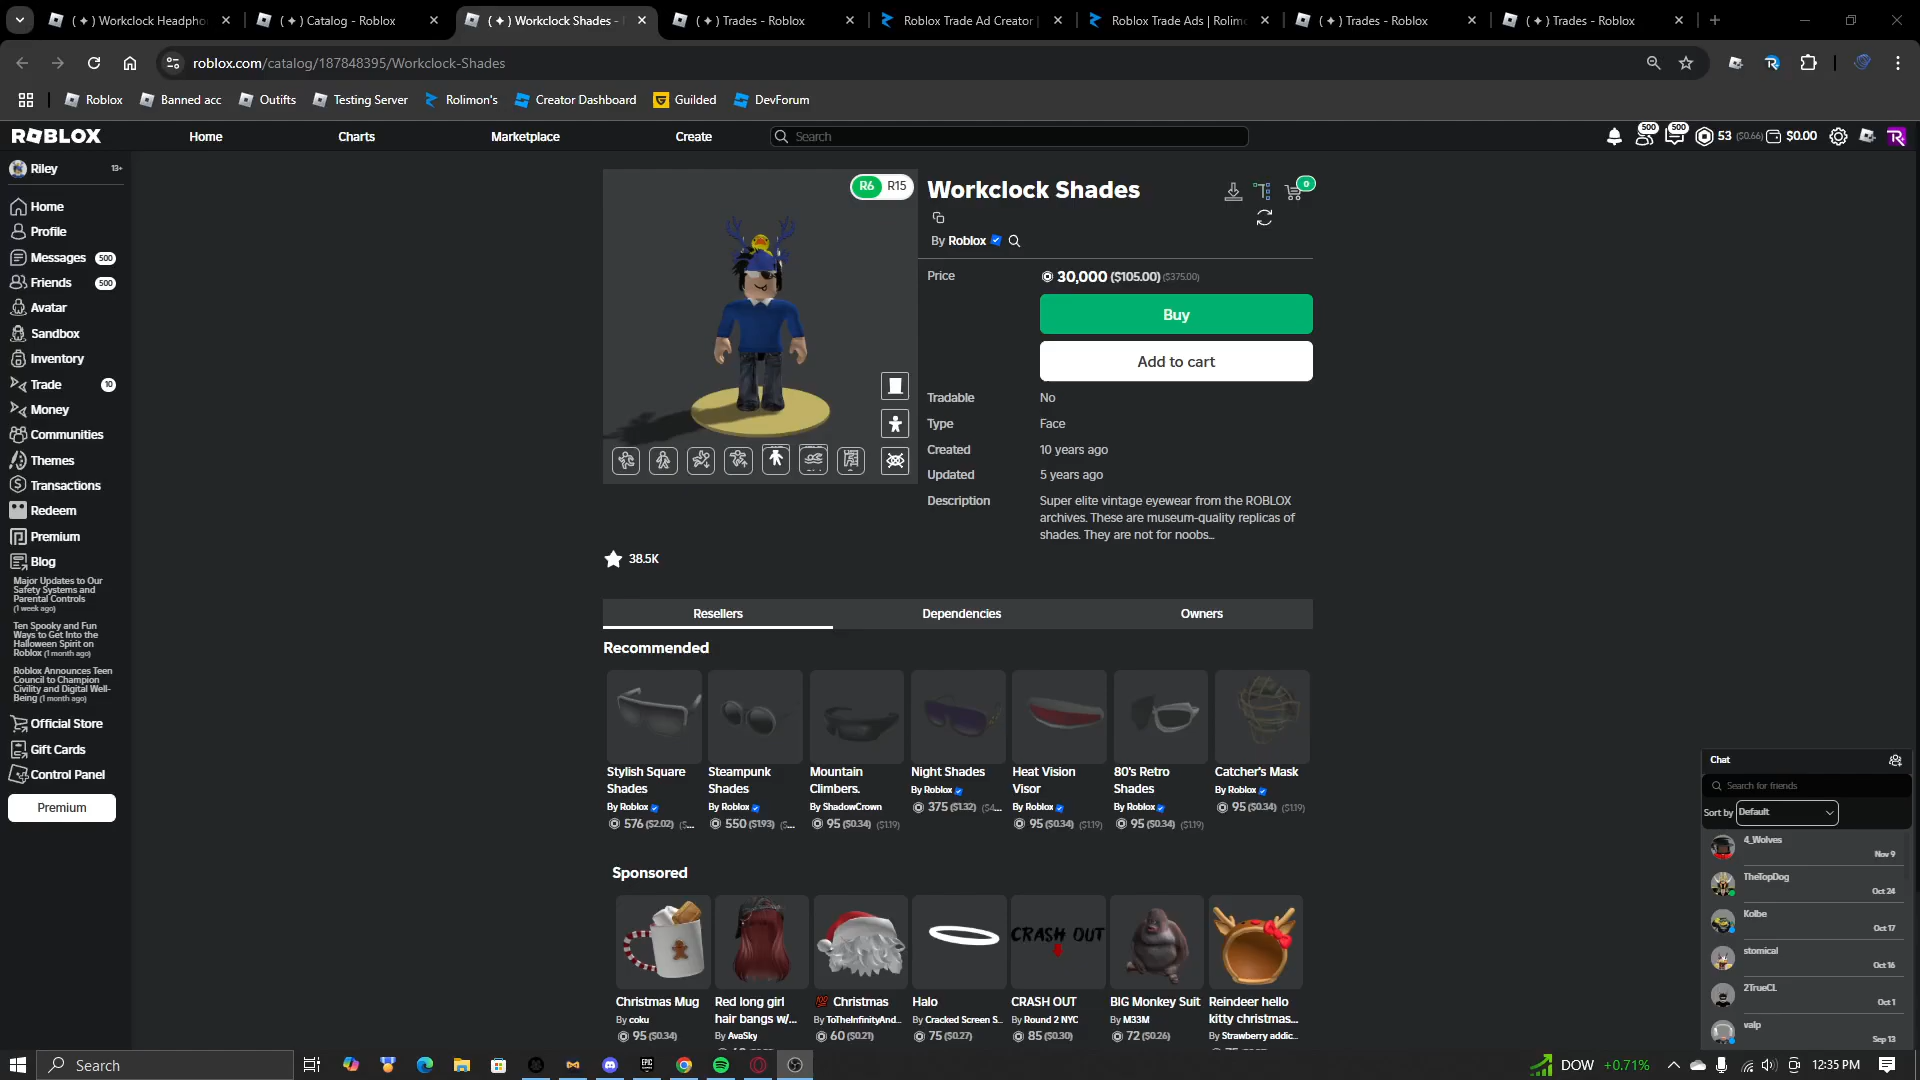 ( ✦ ) Workclock Headpho
( ✦ ) Catalog - Roblox
( ✦ ) Workclock Shades -
( ✦ ) Trades - Roblox
Roblox Trade Ad Creator |
Roblox Trade Ads | Rolim
( ✦ ) Trades - Roblox
( ✦ ) Trades - Roblox
roblox.com/catalog/187848395/Workclock-Shades
Roblox
Banned acc
Outifts
Testing Server
Rolimon's
Creator Dashboard
Guilded
DevForum
ROBLOX
Home
Charts
Marketplace
Create
Search
500
500
53 ($0.66)
$0.00
Riley 13+
Home
Profile
Messages 500
Friends 500
Avatar
Sandbox
Inventory
Trade 10
Money
Communities
Themes
Transactions
Redeem
Premium
Blog
Major Updates to Our
Safety Systems and
Parental Controls
(1 week ago)
Ten Spooky and Fun
Ways to Get Into the
Halloween Spirit on
Roblox (1 month ago)
Roblox Announces Teen
Council to Champion
Civility and Digital Well-
Being (1 month ago)
Official Store
Gift Cards
Control Panel
Premium
R6 R15
Workclock Shades
0
By Roblox
Price 30,000 ($105.00) ($375.00)
Buy
Add to cart
Tradable No
Type Face
Created 10 years ago
Updated 5 years ago
Description Super elite vintage eyewear from the ROBLOX
archives. These are museum-quality replicas of
shades. They are not for noobs...
38.5K
Resellers
Dependencies
Owners
Recommended
Stylish Square
Shades
By Roblox
576 ($2.02) ($...
Steampunk
Shades
By Roblox
550 ($1.93) ($...
Mountain
Climbers.
By ShadowCrown
95 ($0.34) ($1.19)
Night Shades
By Roblox
375 ($1.32) ($4...
Heat Vision
Visor
By Roblox
95 ($0.34) ($1.19)
80's Retro
Shades
By Roblox
95 ($0.34) ($1.19)
Catcher's Mask
By Roblox
95 ($0.34) ($1.19)
Sponsored
Christmas Mug
By coku
95 ($0.34)
Red long girl
hair bangs w/...
By AvaSky
💯 Christmas
By ToTheInfinityAnd...
60 ($0.21)
Halo
By Cracked Screen S...
75 ($0.27)
CRASH OUT
CRASH OUT
By Round 2 NYC
85 ($0.30)
BIG Monkey Suit
By M33M
72 ($0.26)
Reindeer hello
kitty christmas...
By Strawberry addic...
Chat
Search for friends
Sort by Default
4_Wolves
Nov 9
TheTopDog
Oct 24
Kolbe
Oct 17
stomical
Oct 16
2TrueCL
Oct 1
valp
Sep 13
Search
EPIC
DOW +0.71%
12:35 PM